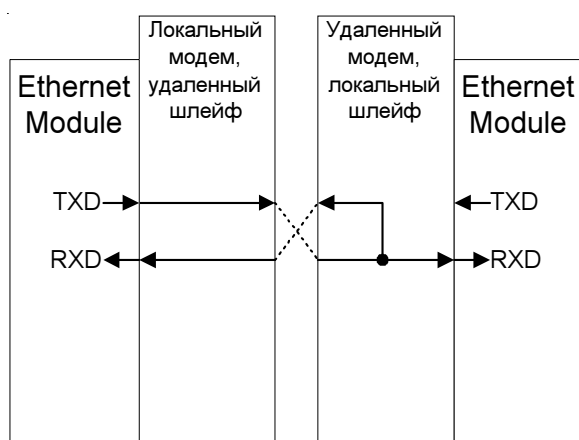 Локальный
модем,
удаленный
шлейф
Удаленный
модем,
локальный
шлейф
Ethernet
Module
Ethernet
Module
TXD
TXD
RXD
RXD